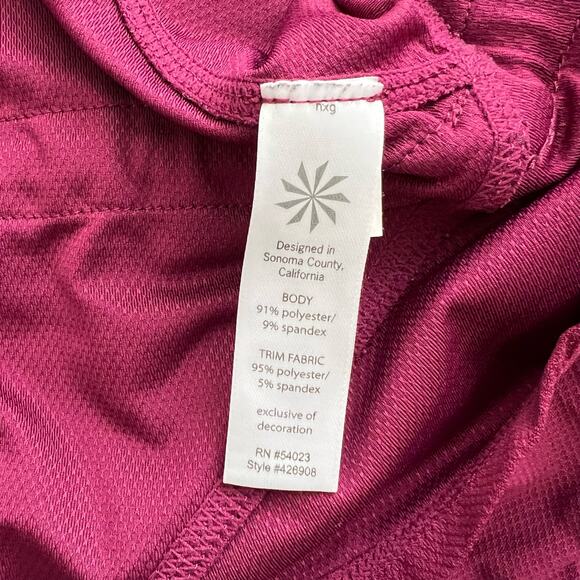 nxg
Designed in
Sonoma County,
California
BODY
91% polyester/
9% spandex
TRIM FABRIC
95% polyester/
5% spandex
exclusive of
decoration
RN #54023
Style #426908